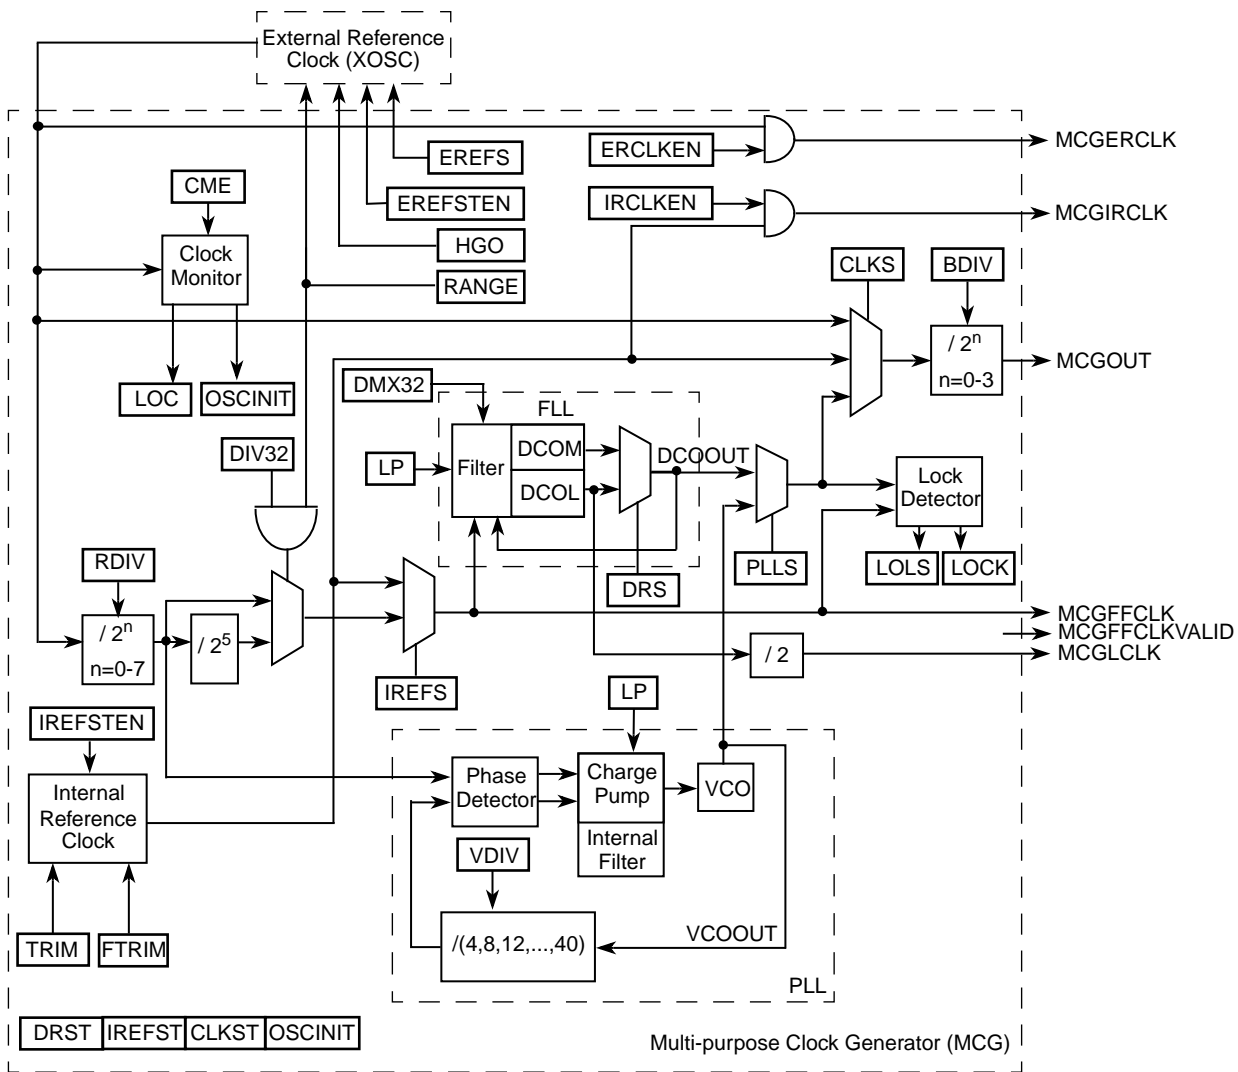 External Reference
Clock (XOSC)
ERCLKEN
MCGERCLK
EREFS
CME
EREFSTEN
IRCLKEN
MCGIRCLK
HGO
Clock
Monitor
CLKS
BDIV
RANGE
/ 2ⁿ
n=0-3
MCGOUT
DMX32
LOC
OSCINIT
FLL
DIV32
LP
Filter
DCOM
DCOL
DCOOUT
Lock
Detector
RDIV
DRS
PLLS
LOLS
LOCK
/ 2ⁿ
n=0-7
/ 2⁵
MCGFFCLK
MCGFFCLKVALID
MCGLCLK
/ 2
IREFS
LP
IREFSTEN
Internal
Reference
Clock
Phase
Detector
Charge
Pump
VCO
Internal
Filter
VDIV
TRIM
FTRIM
/(4,8,12,...,40)
VCOOUT
PLL
DRST
IREFST
CLKST
OSCINIT
Multi-purpose Clock Generator (MCG)